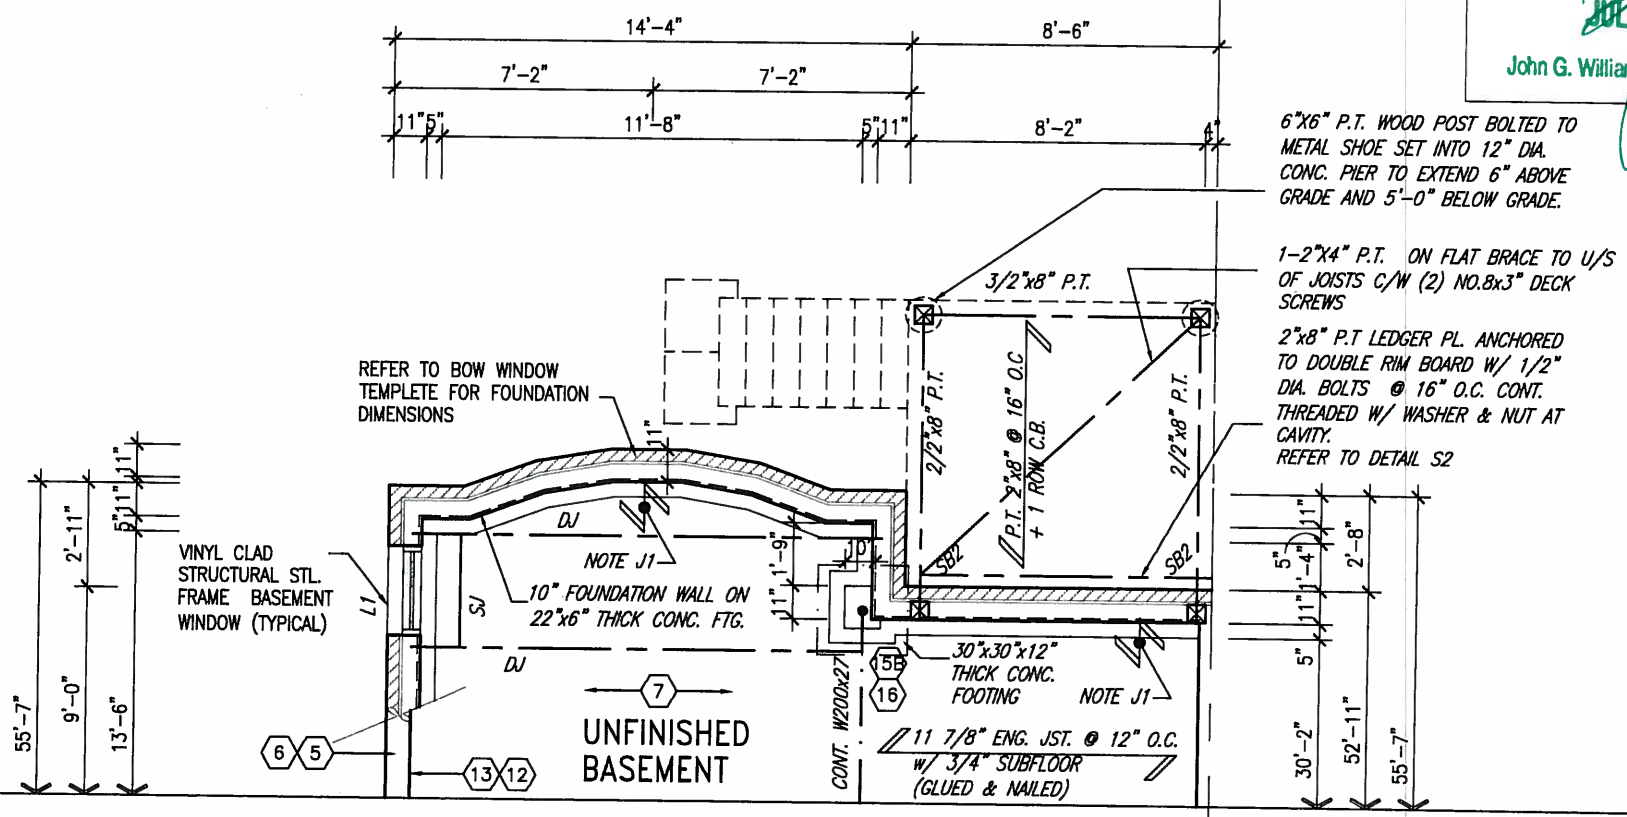 14'-4"
8'-6"
7'-2"
7'-2"
11" 5"
11'-8"
5" 11"
8'-2"
4"
John G. Willia
6"X6" P.T. WOOD POST BOLTED TO
METAL SHOE SET INTO 12" DIA.
CONC. PIER TO EXTEND 6" ABOVE
GRADE AND 5'-0" BELOW GRADE.
1-2"X4" P.T. ON FLAT BRACE TO U/S
OF JOISTS C/W (2) NO.8x3" DECK
SCREWS
2"x8" P.T LEDGER PL. ANCHORED
TO DOUBLE RIM BOARD W/ 1/2"
DIA. BOLTS @ 16" O.C. CONT.
THREADED W/ WASHER & NUT AT
CAVITY.
REFER TO DETAIL S2
3/2"x8" P.T.
2/2"x8" P.T.
P.T. 2"x8" @ 16" O.C
+ 1 ROW C.B.
2/2"x8" P.T.
SB2
SB2
REFER TO BOW WINDOW
TEMPLETE FOR FOUNDATION
DIMENSIONS
11"
DJ
NOTE J1
10" FOUNDATION WALL ON
22"x6" THICK CONC. FTG.
1'-9"
11"
10"
VINYL CLAD
STRUCTURAL STL.
FRAME BASEMENT
WINDOW (TYPICAL)
L1
SJ
DJ
11"
11"
5"
2'-11"
55'-7"
9'-0"
13'-6"
6
5
13
12
7
UNFINISHED
BASEMENT
CONT. W200x27
16
30"x30"x12"
THICK CONC.
FOOTING
NOTE J1
11 7/8" ENG. JST. @ 12" O.C.
W/ 3/4" SUBFLOOR
(GLUED & NAILED)
11"
5"
1'-4"
2'-8"
11"
5"
30'-2"
52'-11"
55'-7"